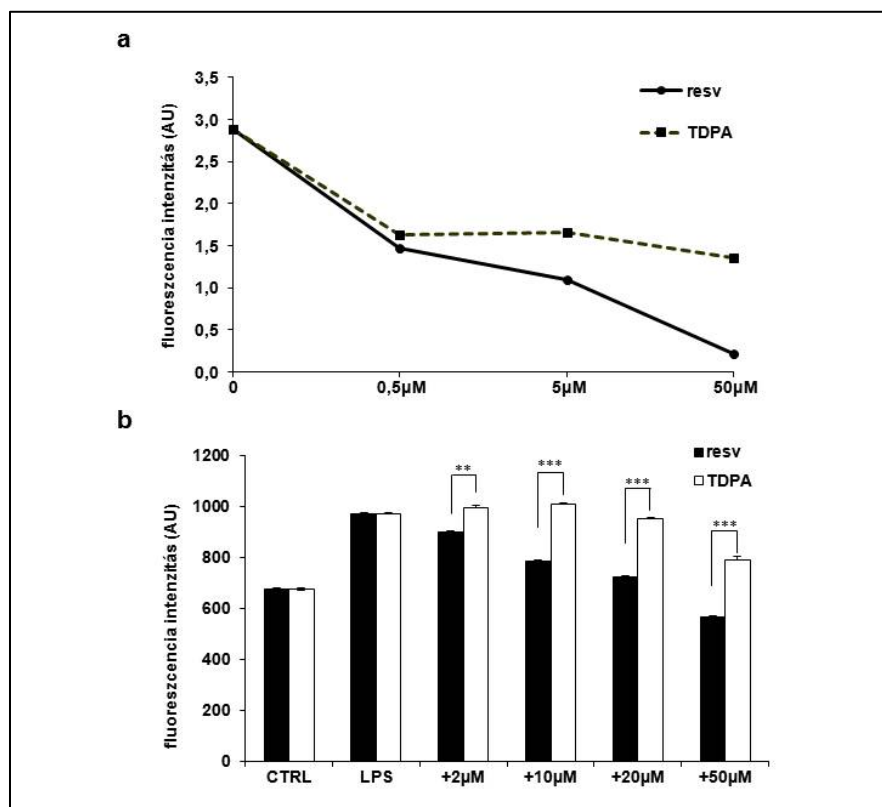 a
fluoreszcencia intenzitás (AU)
3,5
3,0
2,5
2,0
1,5
1,0
0,5
0,0
0
0,5µM
5µM
50µM
resv
TDPA
b
fluoreszcencia intenzitás (AU)
1200
1000
800
600
400
200
0
CTRL
LPS
+2µM
+10µM
+20µM
+50µM
**
***
***
***
resv
TDPA